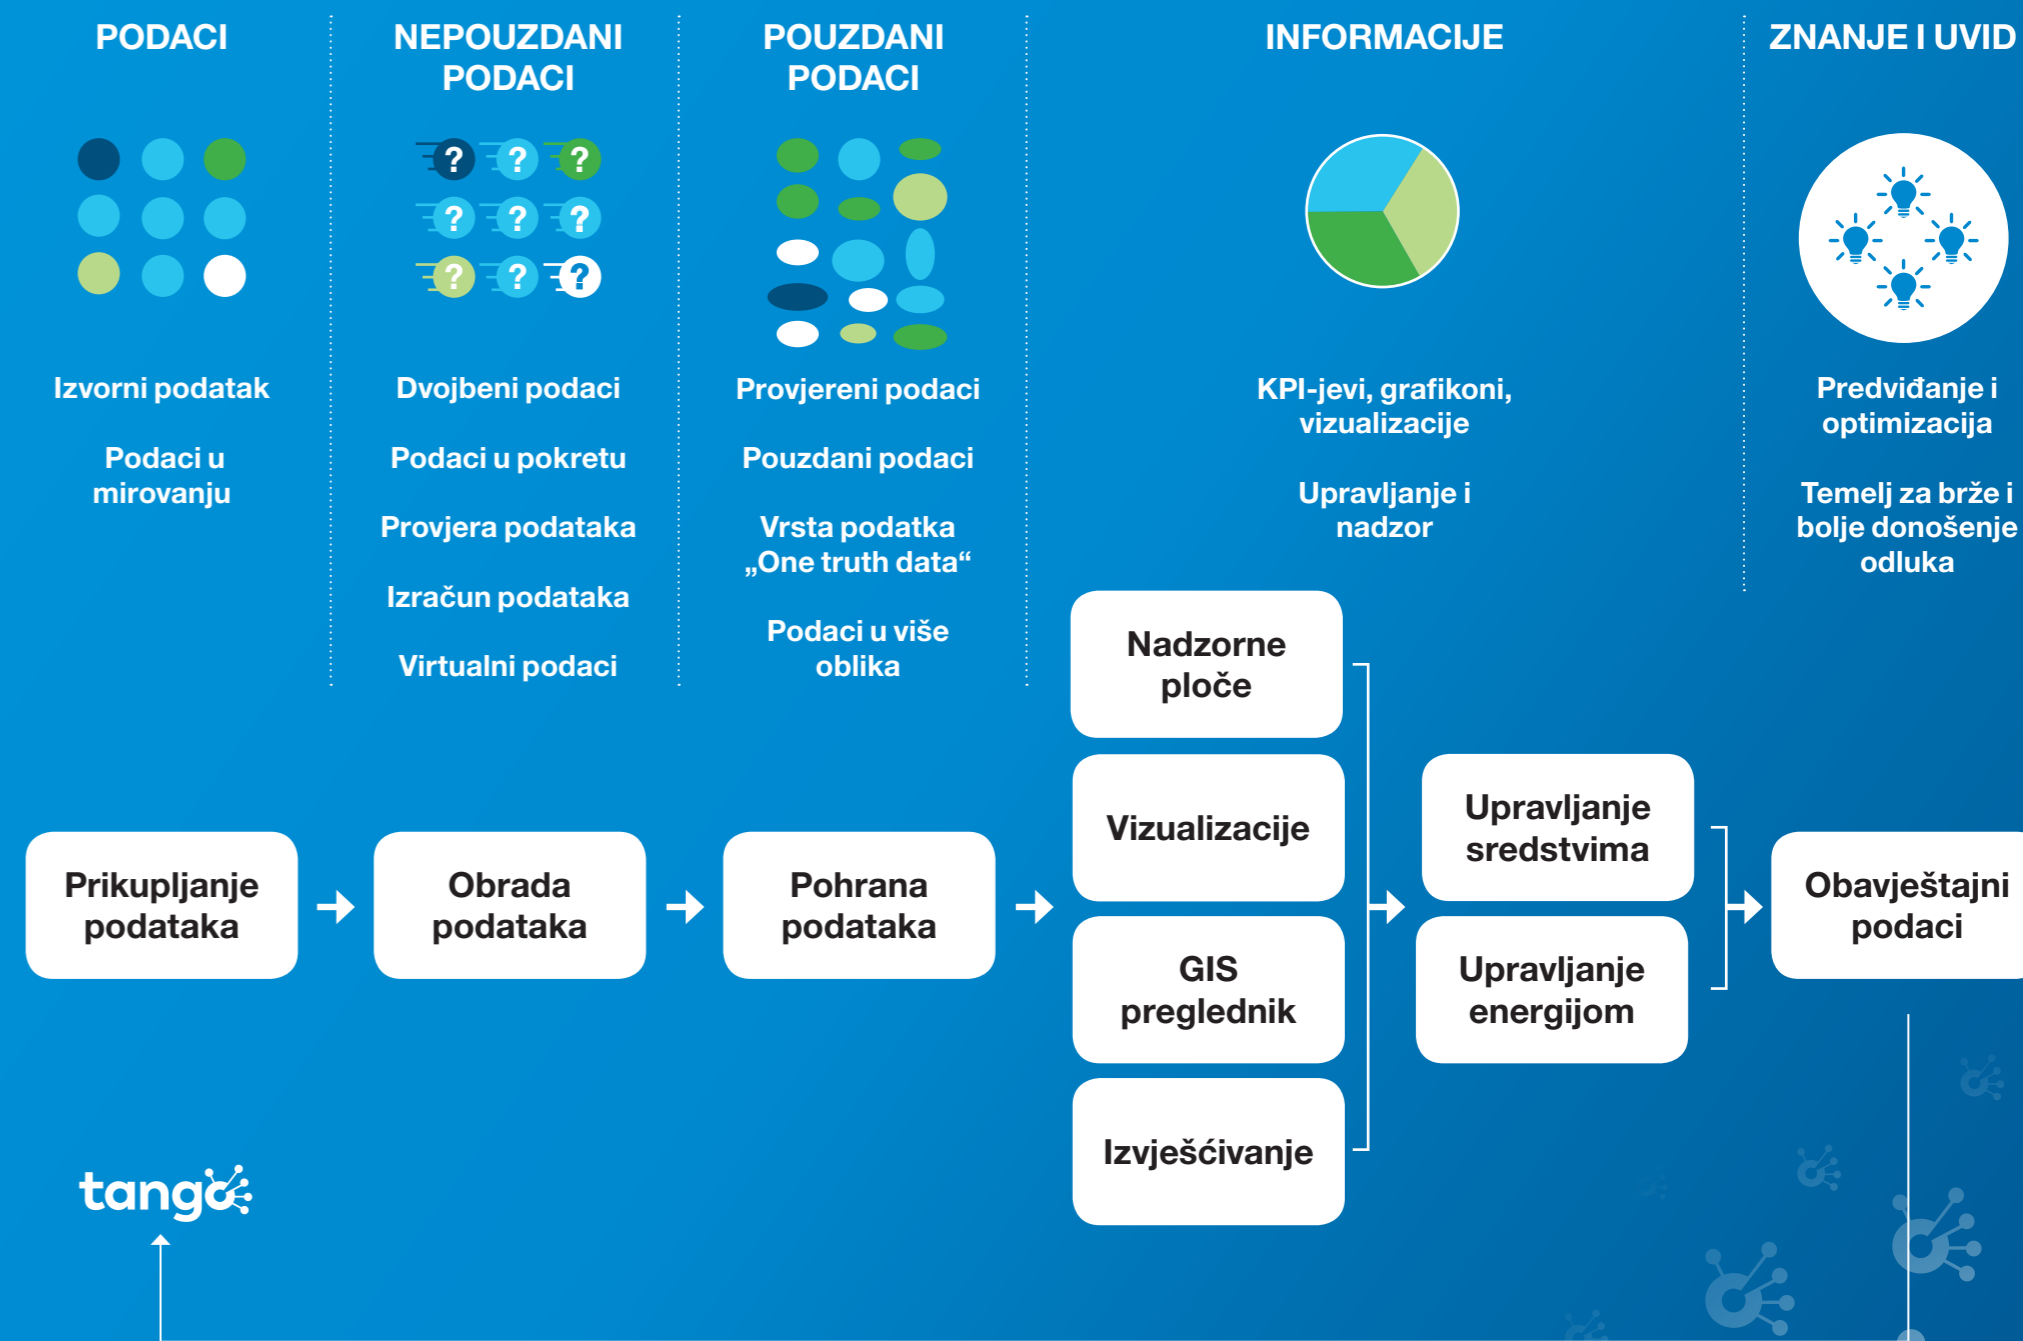 PODACI
NEPOUZDANI
PODACI
POUZDANI
PODACI
INFORMACIJE
ZNANJE I UVID
?
?
?
?
?
?
?
?
?
Izvorni podatak
Podaci u
mirovanju
Dvojbeni podaci
Podaci u pokretu
Provjera podataka
Izračun podataka
Virtualni podaci
Provjereni podaci
Pouzdani podaci
Vrsta podatka
„One truth data“
Podaci u više
oblika
KPI-jevi, grafikoni,
vizualizacije
Upravljanje i
nadzor
Predviđanje i
optimizacija
Temelj za brže i
bolje donošenje
odluka
Prikupljanje
podataka
Obrada
podataka
Pohrana
podataka
Nadzorne
ploče
Vizualizacije
GIS
preglednik
Izvješćivanje
Upravljanje
sredstvima
Upravljanje
energijom
Obavještajni
podaci
tango